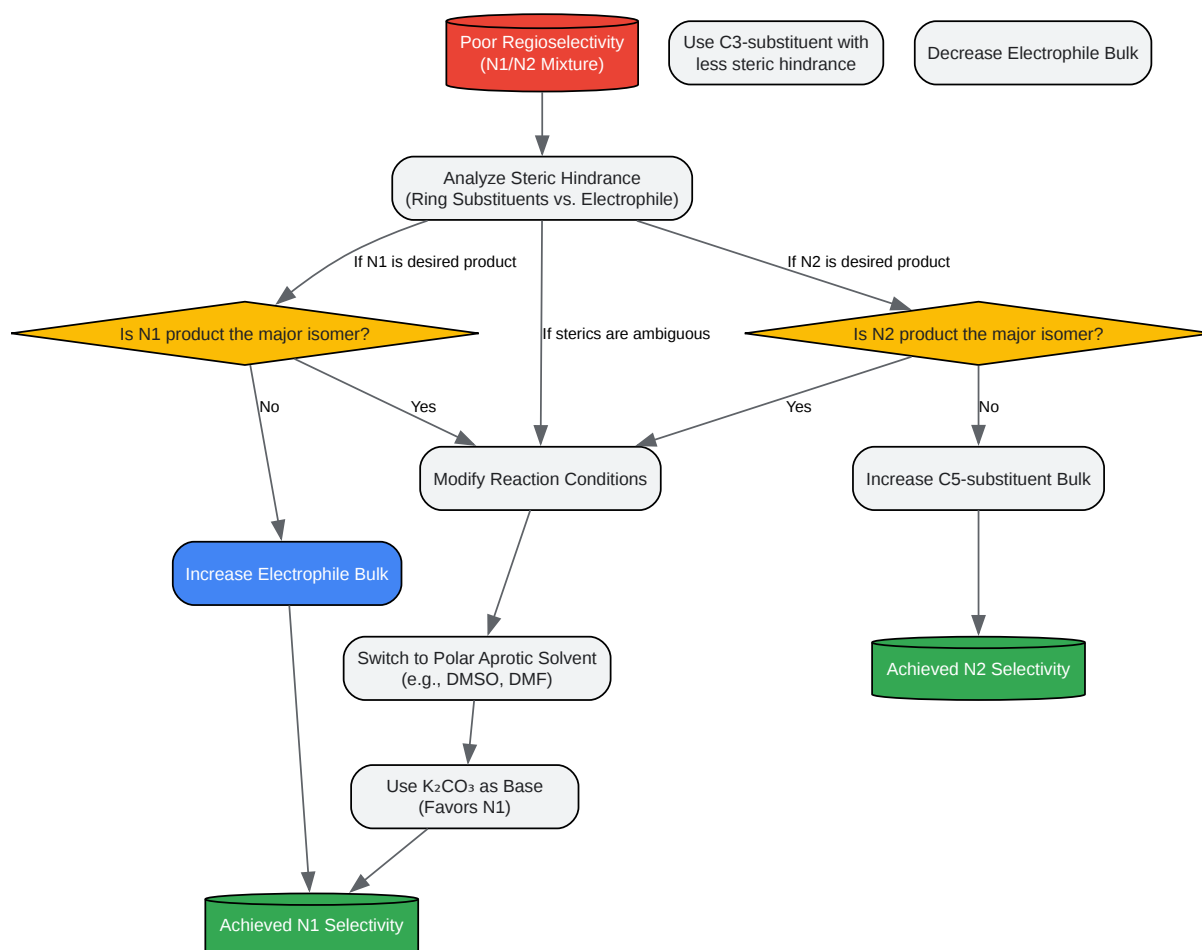 Poor Regioselectivity
(N1/N2 Mixture)
Use C3-substituent with
less steric hindrance
Decrease Electrophile Bulk
Analyze Steric Hindrance
(Ring Substituents vs. Electrophile)
If N1 is desired product
If N2 is desired product
Is N1 product the major isomer?
If sterics are ambiguous
Is N2 product the major isomer?
No
Yes
Yes
No
Modify Reaction Conditions
Increase C5-substituent Bulk
Increase Electrophile Bulk
Switch to Polar Aprotic Solvent
(e.g., DMSO, DMF)
Achieved N2 Selectivity
Use K₂CO₃ as Base
(Favors N1)
Achieved N1 Selectivity